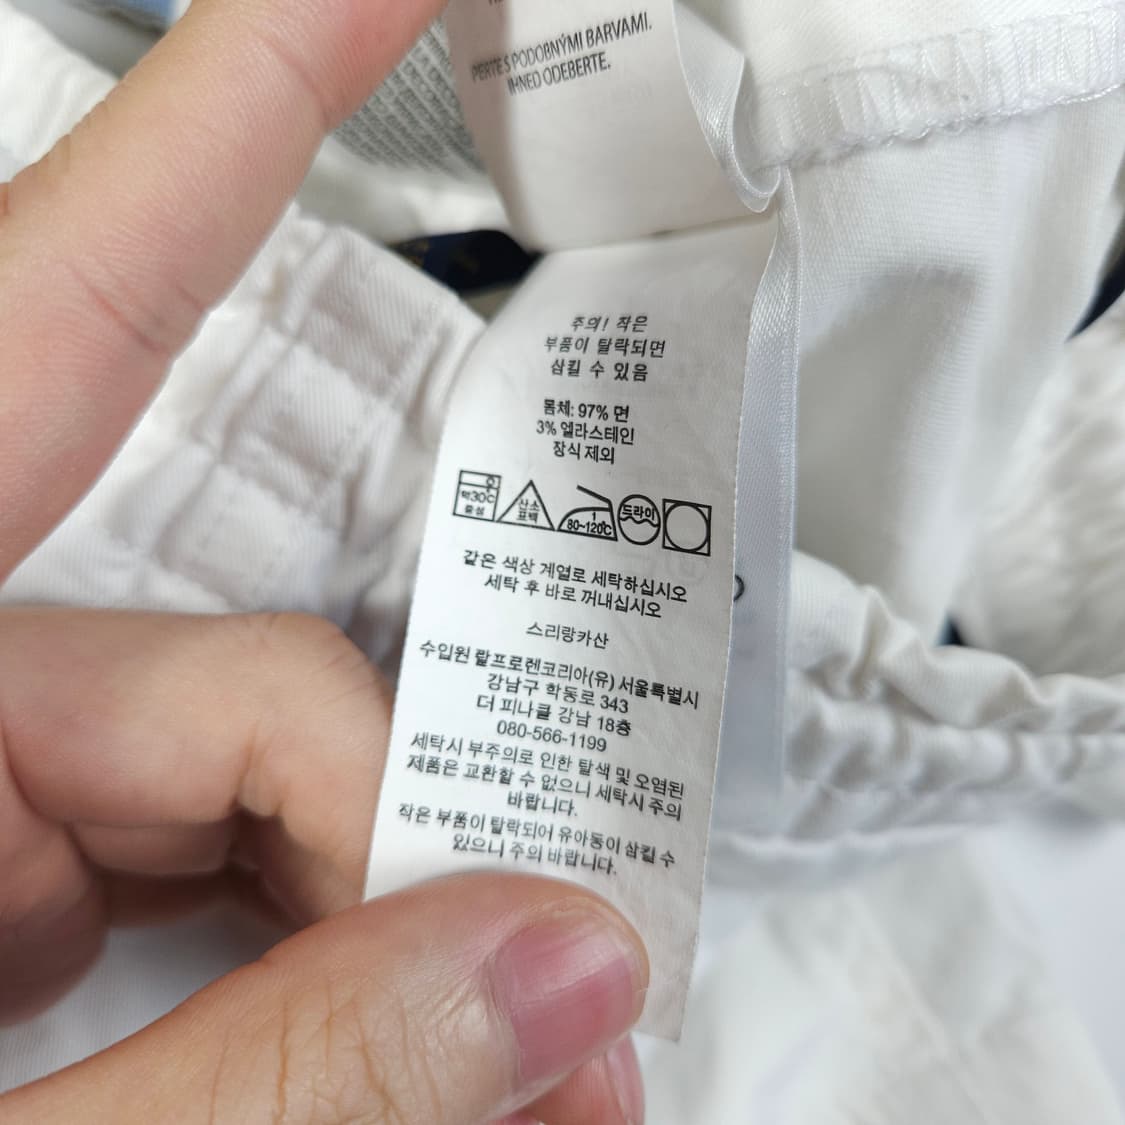 PERTE S PODOBNÝMI BARVAMI.
IHNED ODEBERTE.
주의! 작은
부품이 탈락되면
삼킬 수 있음
몸체: 97% 면
3% 엘라스테인
장식 제외
약30℃
중성
산소
표백
1
80~120℃
드라이
같은 색상 계열로 세탁하십시오
세탁 후 바로 꺼내십시오
스리랑카산
수입원 랄프로렌코리아(유) 서울특별시
강남구 학동로 343
더 피나클 강남 18층
080-566-1199
세탁시 부주의로 인한 탈색 및 오염된
제품은 교환할 수 없으니 세탁시 주의
바랍니다.
작은 부품이 탈락되어 유아동이 삼킬 수
있으니 주의 바랍니다.